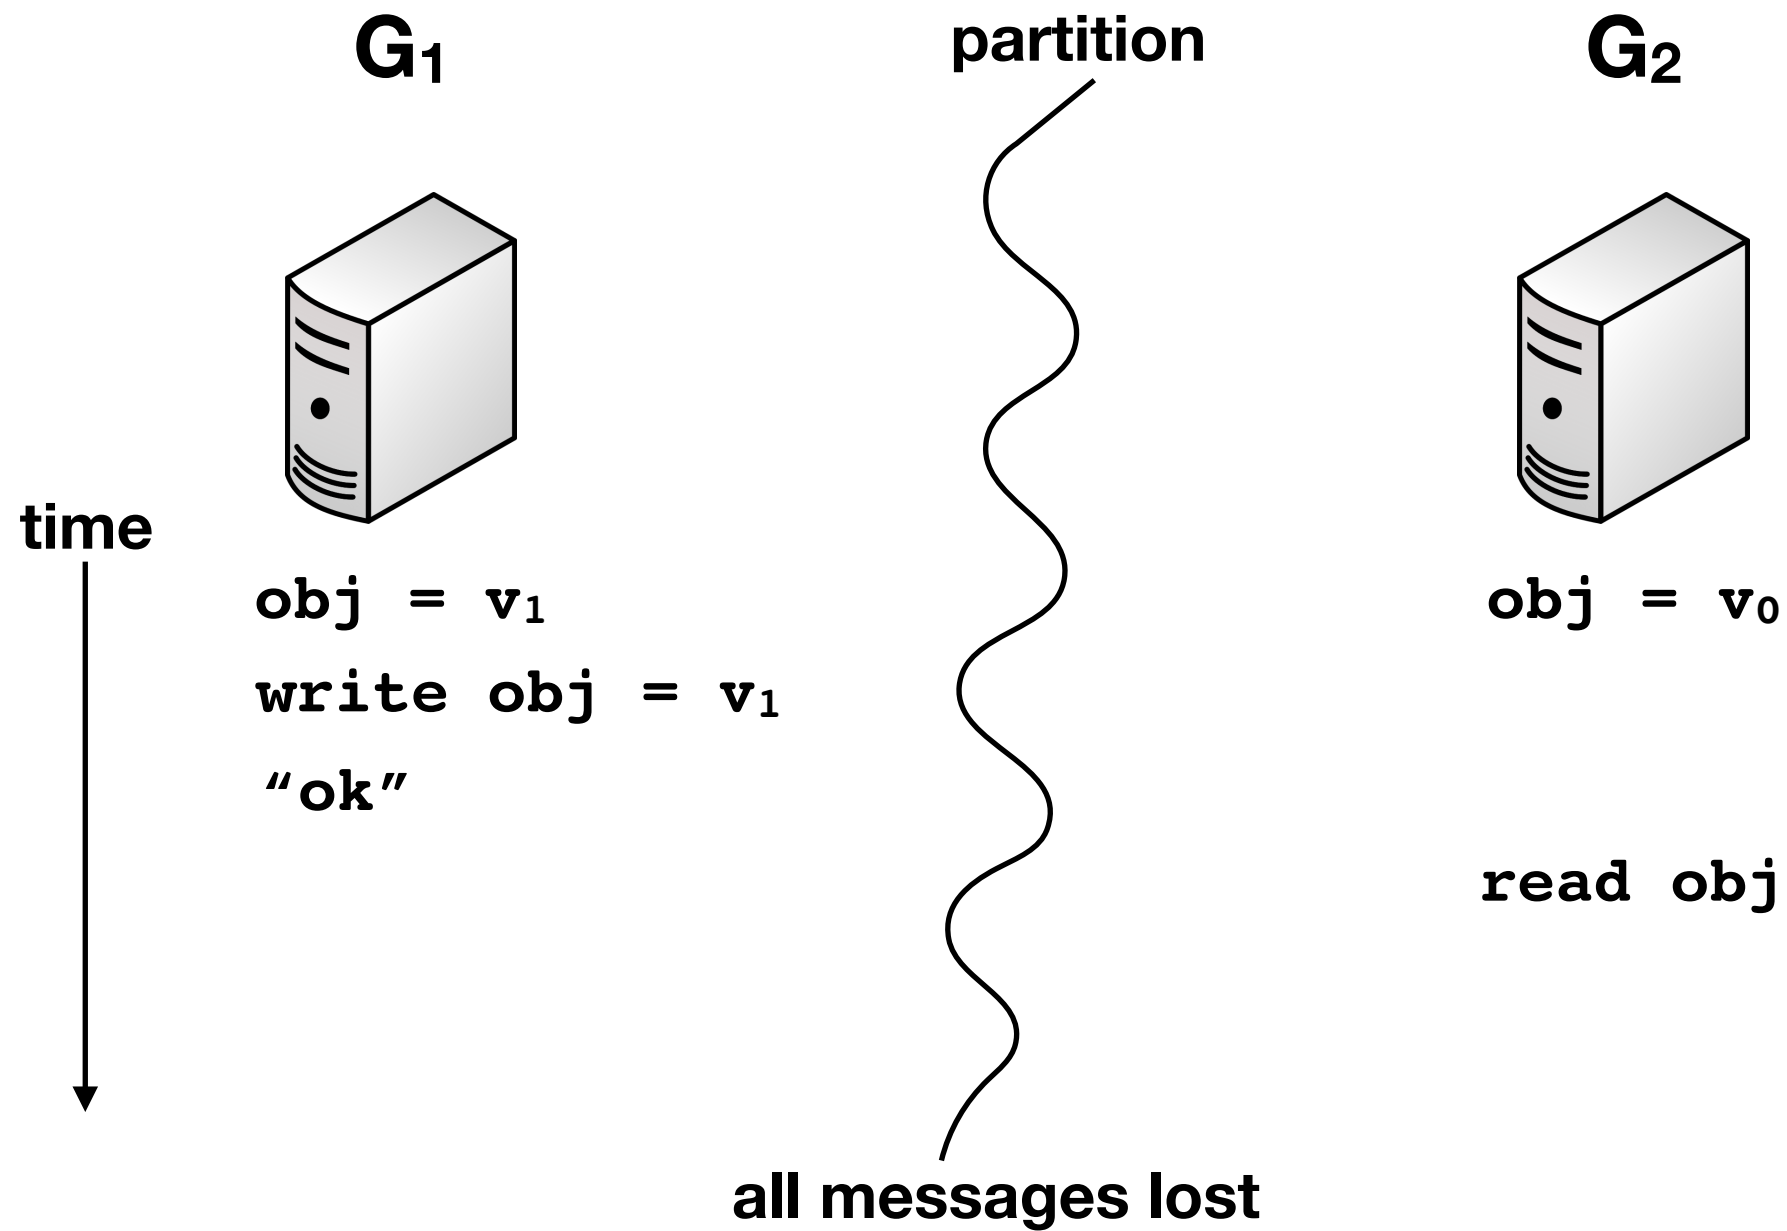 G₁
partition
G₂
time
obj = v₁
obj = v₀
write obj = v₁
“ok”
read obj
all messages lost